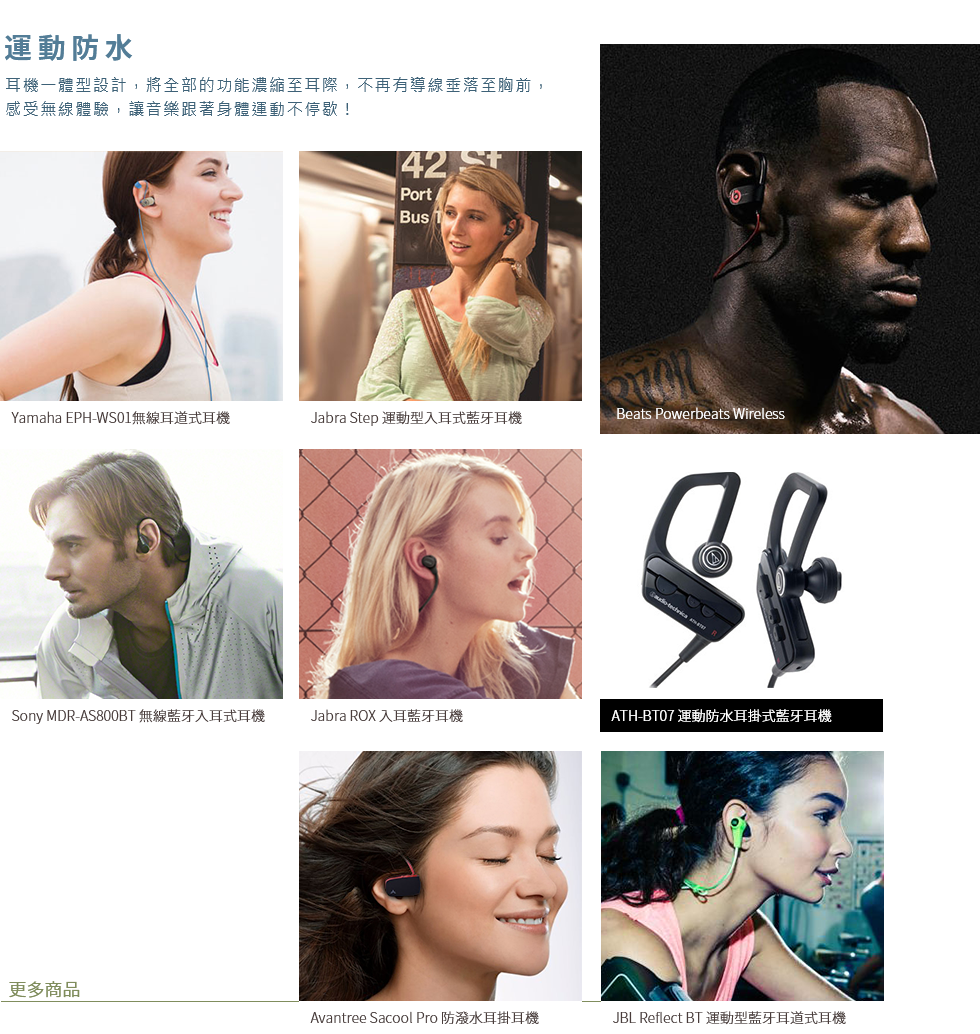 運動防水
耳機一體型設計，將全部的功能濃縮至耳際，不再有導線垂落至胸前，
感受無線體驗，讓音樂跟著身體運動不停歇！
42 St
Port
Bus T
Yamaha EPH-WS01無線耳道式耳機
Jabra Step 運動型入耳式藍牙耳機
Beats Powerbeats Wireless
audio-technica ATH-BT07
R
Sony MDR-AS800BT 無線藍牙入耳式耳機
Jabra ROX 入耳藍牙耳機
ATH-BT07 運動防水耳掛式藍牙耳機
更多商品
Avantree Sacool Pro 防潑水耳掛耳機
JBL Reflect BT 運動型藍牙耳道式耳機